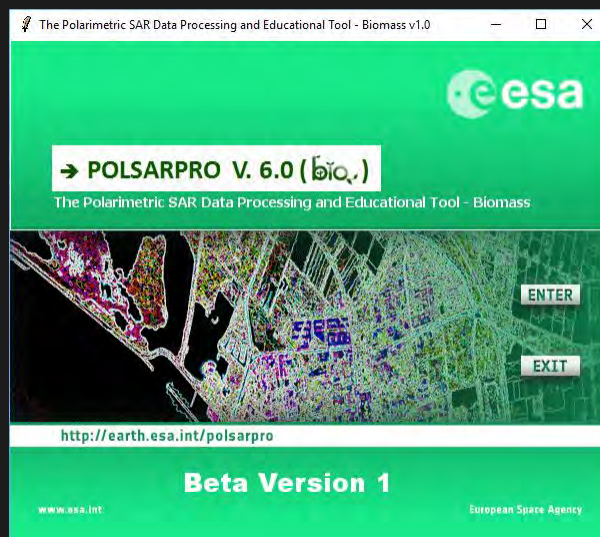 The Polarimetric SAR Data Processing and Educational Tool - Biomass v1.0
esa
➔ POLSARPRO V. 6.0 (bio.)
The Polarimetric SAR Data Processing and Educational Tool - Biomass
ENTER
EXIT
http://earth.esa.int/polsarpro
Beta Version 1
www.esa.int
European Space Agency